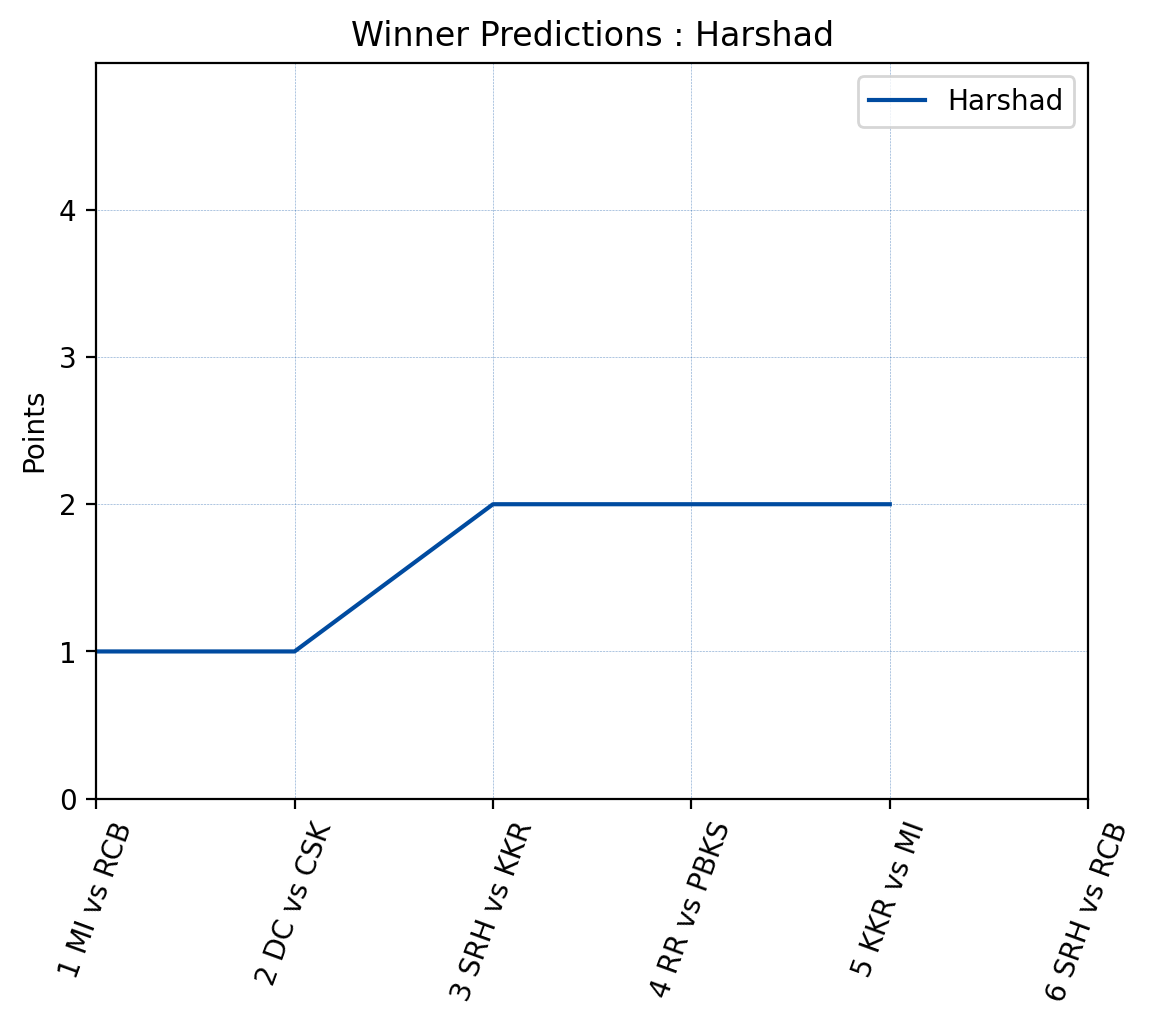 Winner Predictions : Harshad
Harshad
4
3
2
1
0
Points
1 MI vs RCB
2 DC vs CSK
3 SRH vs KKR
4 RR vs PBKS
5 KKR vs MI
6 SRH vs RCB